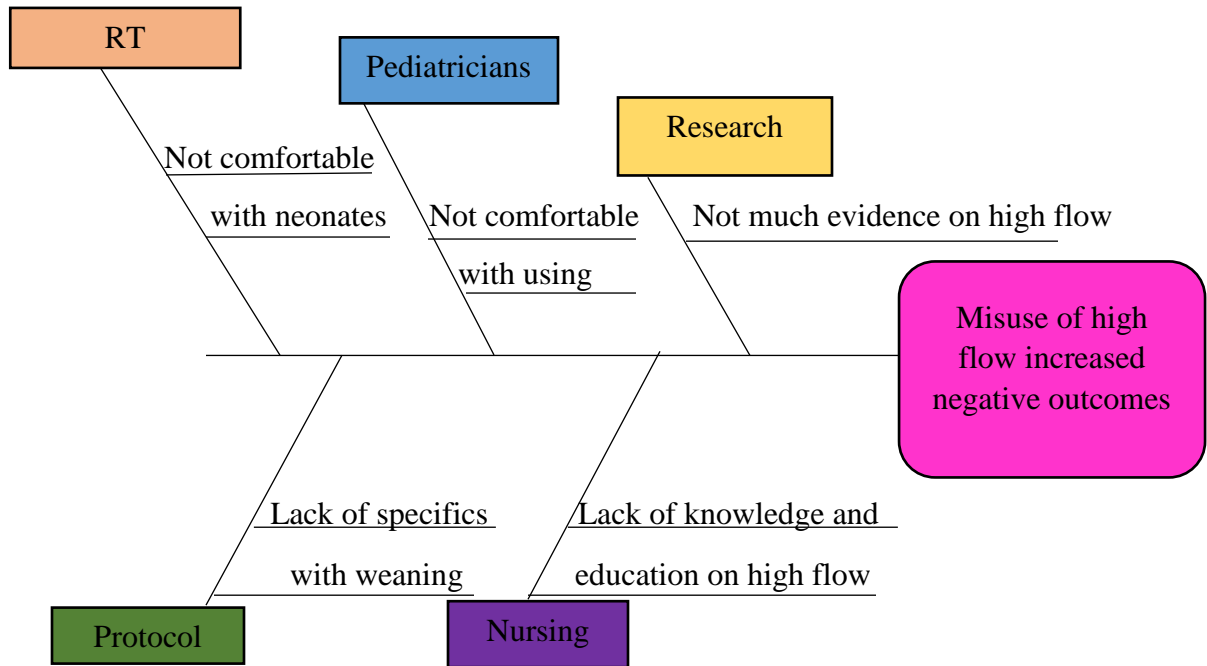 RT
Pediatricians
Research
Not comfortable
with neonates
Not comfortable
with using
Not much evidence on high flow
Misuse of high
flow increased
negative outcomes
Lack of specifics
with weaning
Lack of knowledge and
education on high flow
Protocol
Nursing